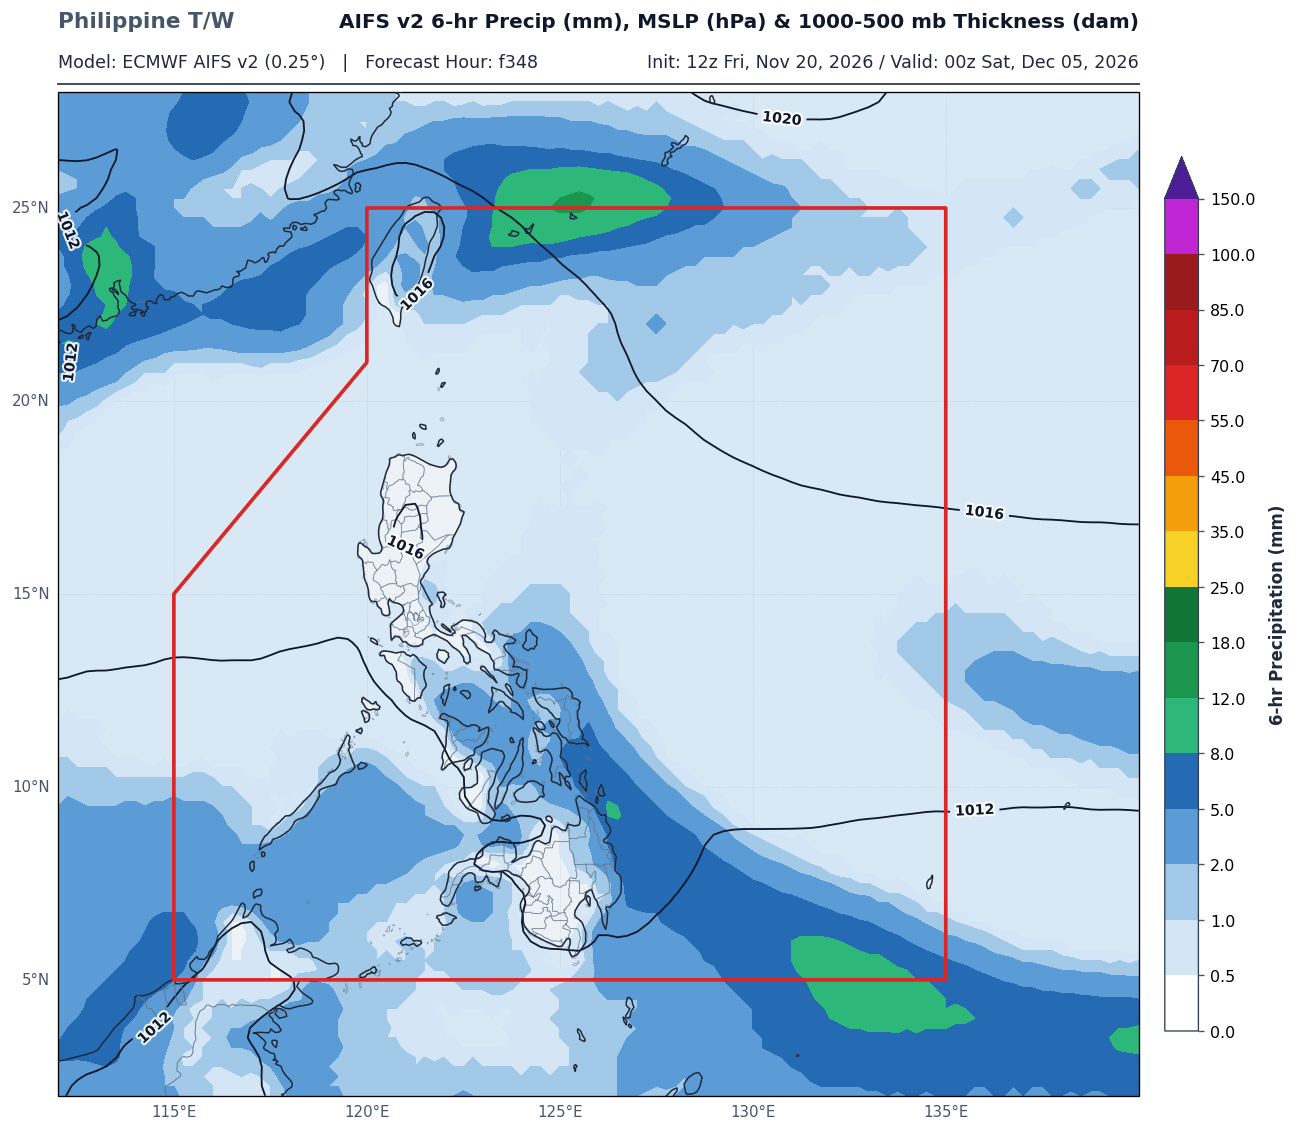 Philippine T/W
AIFS v2 6-hr Precip (mm), MSLP (hPa) & 1000-500 mb Thickness (dam)
Model: ECMWF AIFS v2 (0.25°) | Forecast Hour: f348
Init: 12z Fri, Nov 20, 2026 / Valid: 00z Sat, Dec 05, 2026
1020
1012
1016
1012
1016
1016
1012
1012
25°N
20°N
15°N
10°N
5°N
115°E
120°E
125°E
130°E
135°E
150.0
100.0
85.0
70.0
55.0
45.0
35.0
25.0
18.0
12.0
8.0
5.0
2.0
1.0
0.5
0.0
6-hr Precipitation (mm)